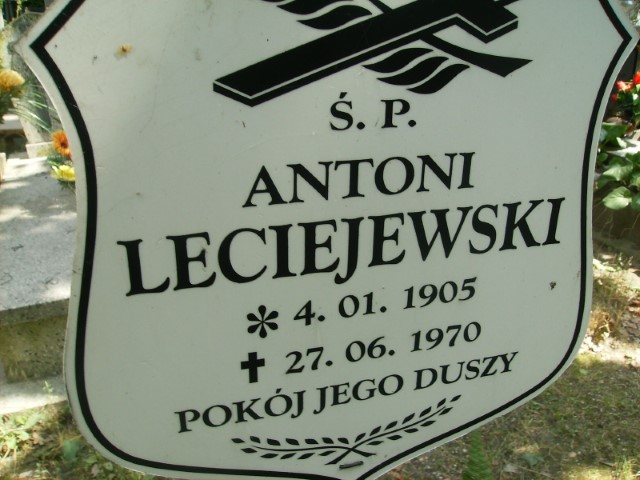 Ś. P.
ANTONI
LECIEJEWSKI
* 4. 01. 1905
✝ 27. 06. 1970
POKÓJ JEGO DUSZY